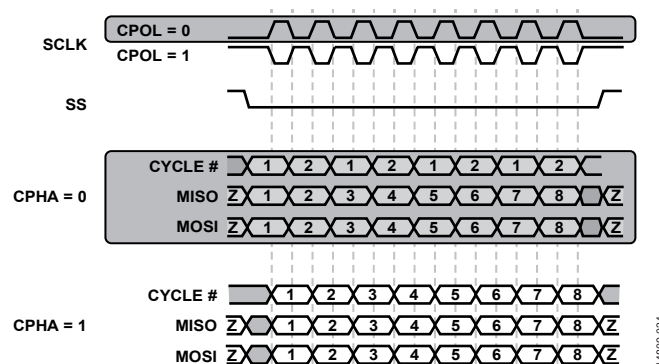 CPOL = 0
SCLK
CPOL = 1
SS
CYCLE # 1 2 1 2 1 2 1 2
CPHA = 0 MISO Z 1 2 3 4 5 6 7 8 Z
MOSI Z 1 2 3 4 5 6 7 8 Z
CYCLE # 1 2 3 4 5 6 7 8
CPHA = 1 MISO Z 1 2 3 4 5 6 7 8 Z
MOSI Z 1 2 3 4 5 6 7 8 Z